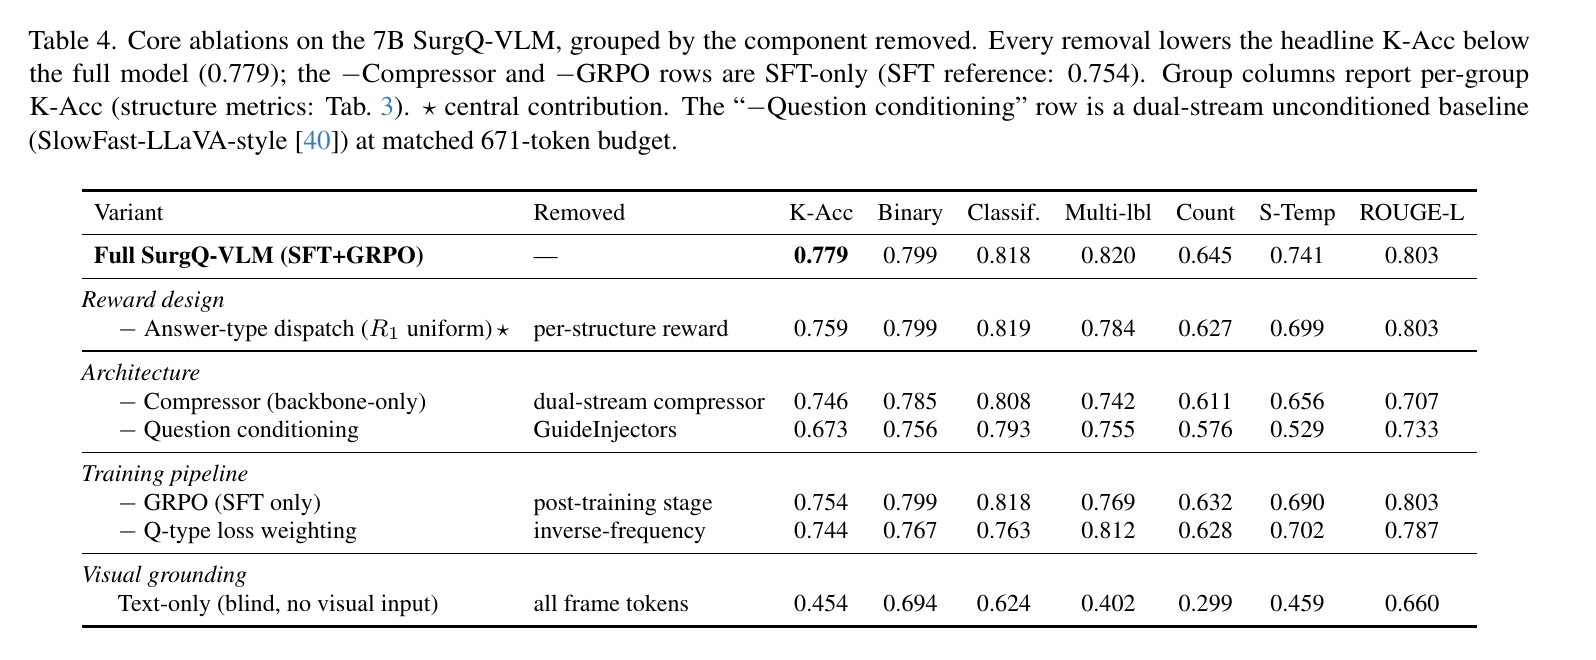 Table 4. Core ablations on the 7B SurgQ-VLM, grouped by the component removed. Every removal lowers the headline K-Acc below
the full model (0.779); the −Compressor and −GRPO rows are SFT-only (SFT reference: 0.754). Group columns report per-group
K-Acc (structure metrics: Tab. 3). ⋆ central contribution. The “−Question conditioning” row is a dual-stream unconditioned baseline
(SlowFast-LLaVA-style [40]) at matched 671-token budget.
Variant Removed K-Acc Binary Classif. Multi-lbl Count S-Temp ROUGE-L
Full SurgQ-VLM (SFT+GRPO) — 0.779 0.799 0.818 0.820 0.645 0.741 0.803
Reward design
− Answer-type dispatch (R₁ uniform) ⋆ per-structure reward 0.759 0.799 0.819 0.784 0.627 0.699 0.803
Architecture
− Compressor (backbone-only) dual-stream compressor 0.746 0.785 0.808 0.742 0.611 0.656 0.707
− Question conditioning GuideInjectors 0.673 0.756 0.793 0.755 0.576 0.529 0.733
Training pipeline
− GRPO (SFT only) post-training stage 0.754 0.799 0.818 0.769 0.632 0.690 0.803
− Q-type loss weighting inverse-frequency 0.744 0.767 0.763 0.812 0.628 0.702 0.787
Visual grounding
Text-only (blind, no visual input) all frame tokens 0.454 0.694 0.624 0.402 0.299 0.459 0.660